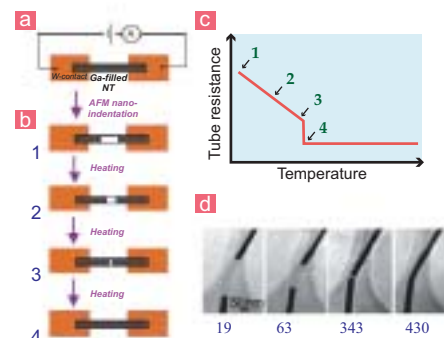 a
W-contact
Ga-filled
NT
AFM nano-
indentation
b
1
Heating
2
Heating
3
Heating
4
c
Tube resistance
1
2
3
4
Temperature
d
19 63 343 430